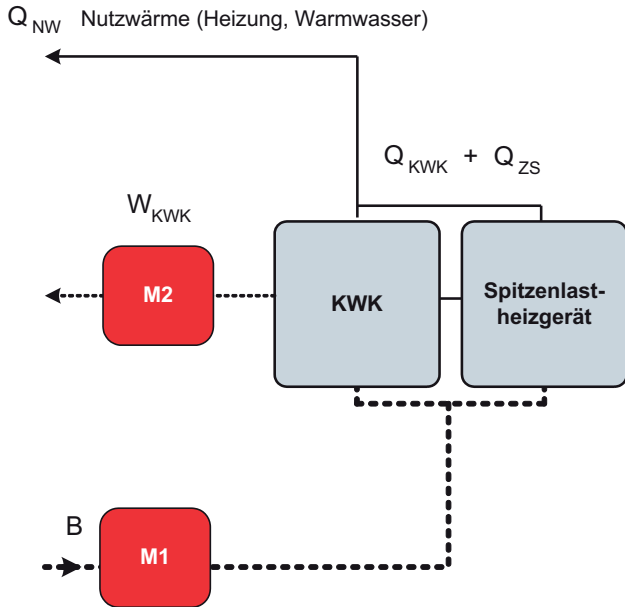 Q NW Nutzwärme (Heizung, Warmwasser)
Q KWK + Q ZS
W KWK
M2
KWK
Spitzenlast-
heizgerät
B
M1